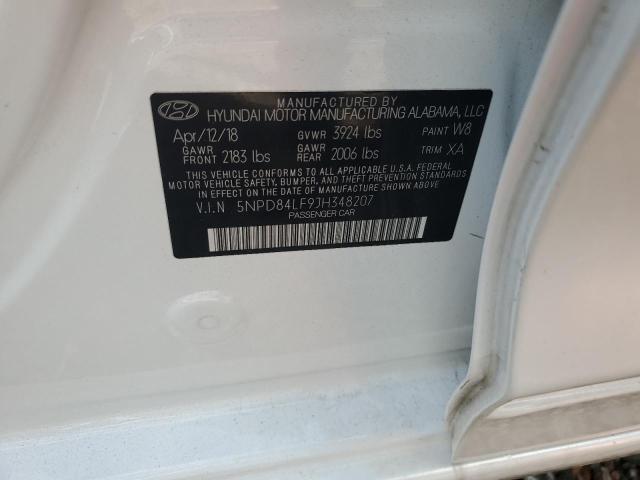 MANUFACTURED BY
HYUNDAI MOTOR MANUFACTURING ALABAMA, LLC
Apr/12/18 GVWR 3924 lbs PAINT W8
GAWR FRONT 2183 lbs GAWR REAR 2006 lbs TRIM XA
THIS VEHICLE CONFORMS TO ALL APPLICABLE U.S.A. FEDERAL
MOTOR VEHICLE SAFETY, BUMPER, AND THEFT PREVENTION
STANDARDS IN EFFECT ON THE DATE OF MANUFACTURE SHOWN ABOVE.
V.I.N 5NPD84LF9JH348207
PASSENGER CAR